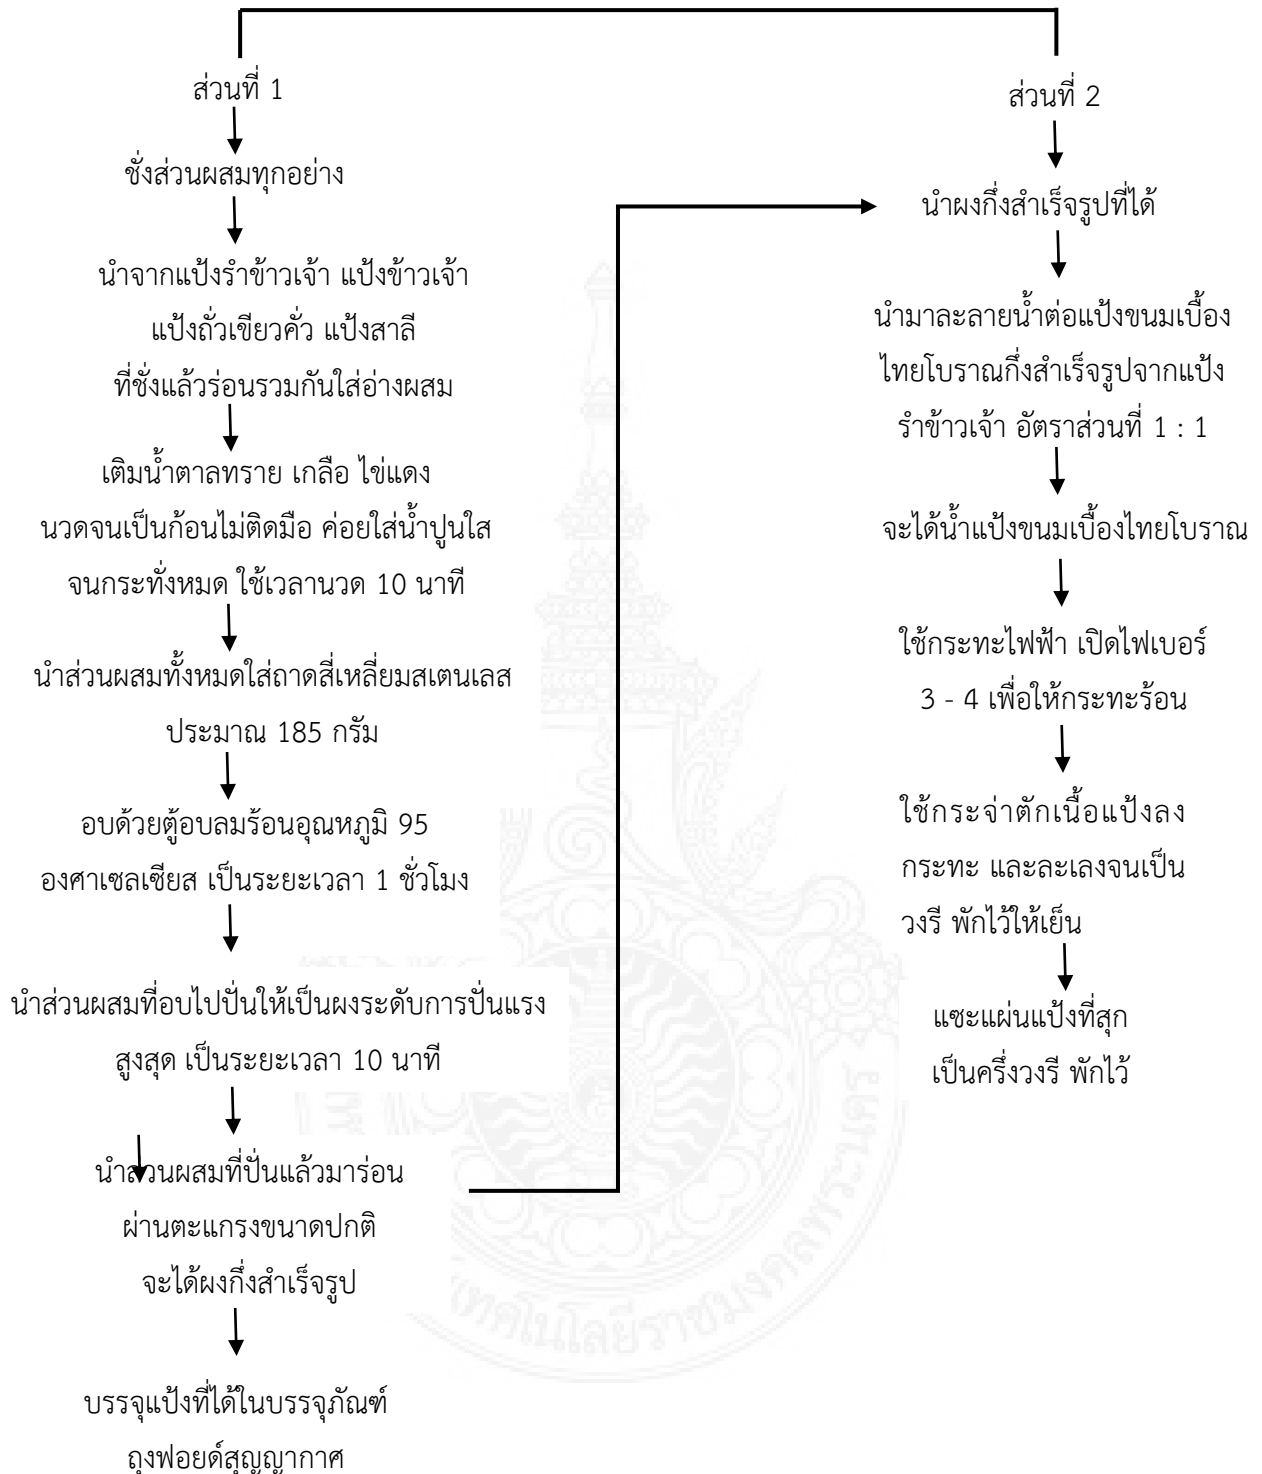 ส่วนที่ 1
ชั่งส่วนผสมทุกอย่าง
นำจากแป้งรำข้าวเจ้า แป้งข้าวเจ้า
แป้งถั่วเขียวคั่ว แป้งสาลี
ที่ชั่งแล้วร่อนรวมกันใส่อ่างผสม
เติมน้ำตาลทราย เกลือ ไข่แดง
นวดจนเป็นก้อนไม่ติดมือ ค่อยใส่น้ำปูนใส
จนกระทั่งหมด ใช้เวลานวด 10 นาที
นำส่วนผสมทั้งหมดใส่ถาดสี่เหลี่ยมสเตนเลส
ประมาณ 185 กรัม
อบด้วยตู้อบลมร้อนอุณหภูมิ 95
องศาเซลเซียส เป็นระยะเวลา 1 ชั่วโมง
นำส่วนผสมที่อบไปปั่นให้เป็นผงระดับการปั่นแรง
สูงสุด เป็นระยะเวลา 10 นาที
นำส่วนผสมที่ปั่นแล้วมาร่อน
ผ่านตะแกรงขนาดปกติ
จะได้ผงกึ่งสำเร็จรูป
บรรจุแป้งที่ได้ในบรรจุภัณฑ์
ถุงฟอยด์สุญญากาศ
ส่วนที่ 2
นำผงกึ่งสำเร็จรูปที่ได้
นำมาละลายน้ำต่อแป้งขนมเบื้อง
ไทยโบราณกึ่งสำเร็จรูปจากแป้ง
รำข้าวเจ้า อัตราส่วนที่ 1 : 1
จะได้น้ำแป้งขนมเบื้องไทยโบราณ
ใช้กระทะไฟฟ้า เปิดไฟเบอร์
3 - 4 เพื่อให้กระทะร้อน
ใช้กระจ่าตักเนื้อแป้งลง
กระทะ และละเลงจนเป็น
วงรี พักไว้ให้เย็น
แซะแผ่นแป้งที่สุก
เป็นครึ่งวงรี พักไว้
เทคโนโลยีราชมงคลพระนคร